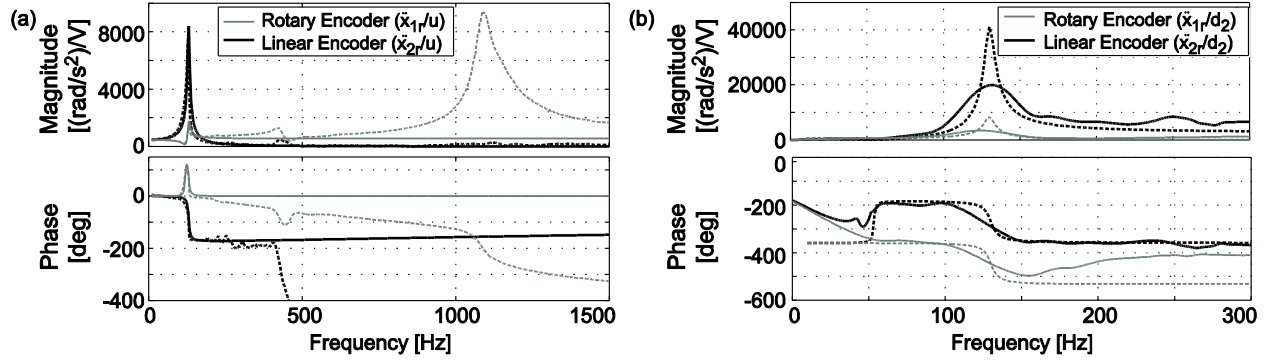 (a)
Magnitude
[(rad/s²)/V]
8000
4000
0
Rotary Encoder (ẍ1r/u)
Linear Encoder (ẍ2r/u)
Phase
[deg]
0
-200
-400
0 500 1000 1500
Frequency [Hz]
(b)
Magnitude
[(rad/s²)/V]
40000
20000
0
Rotary Encoder (ẍ1r/d2)
Linear Encoder (ẍ2r/d2)
Phase
[deg]
0
-200
-400
-600
0 100 200 300
Frequency [Hz]